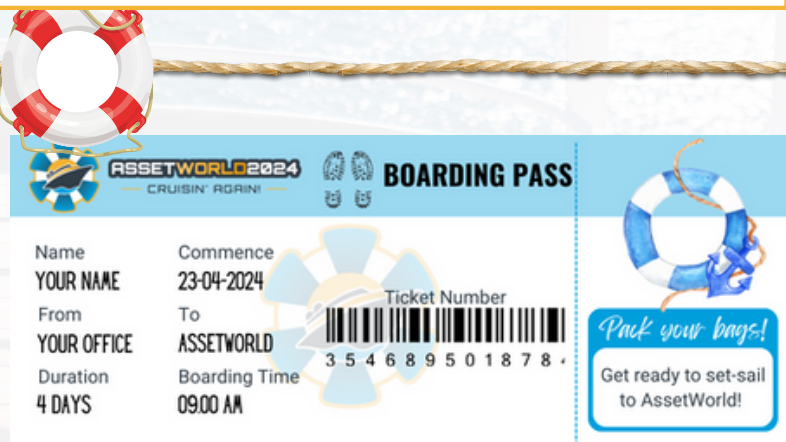 ASSETWORLD2024
CRUISIN' AGAIN!
BOARDING PASS
Name
YOUR NAME
Commence
23-04-2024
From
YOUR OFFICE
To
ASSETWORLD
Duration
4 DAYS
Boarding Time
09.00 AM
Ticket Number
3546895018784
Pack your bags!
Get ready to set-sail
to AssetWorld!